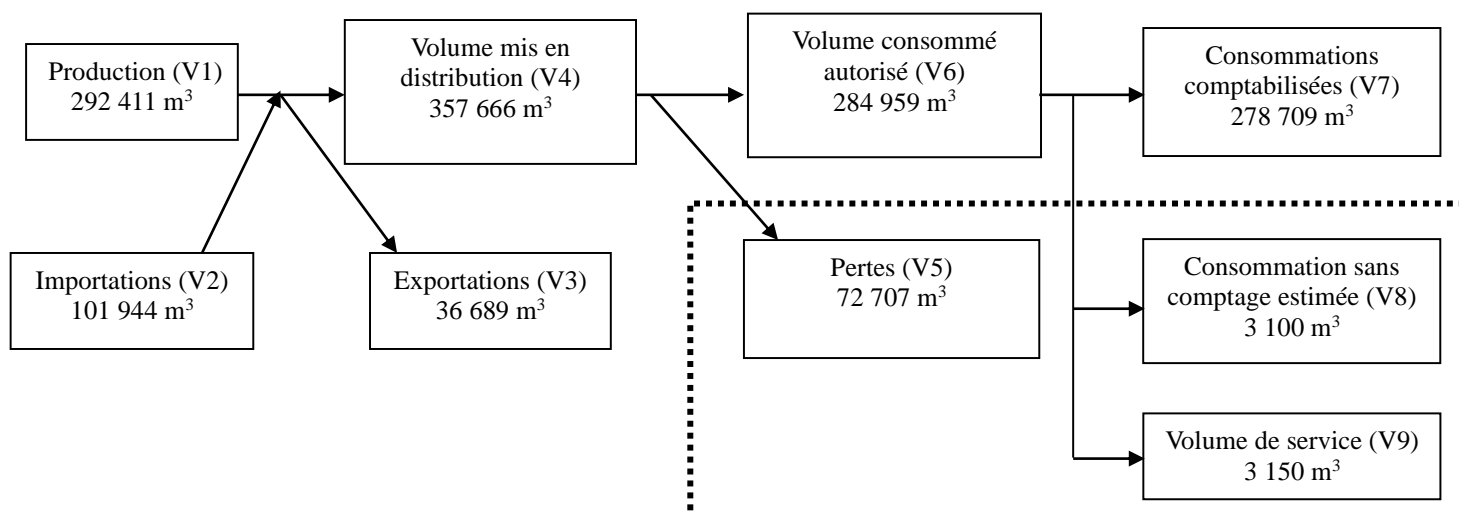 Production (V1)
292 411 m³
Volume mis en
distribution (V4)
357 666 m³
Volume consommé
autorisé (V6)
284 959 m³
Consommations
comptabilisées (V7)
278 709 m³
Importations (V2)
101 944 m³
Exportations (V3)
36 689 m³
Pertes (V5)
72 707 m³
Consommation sans
comptage estimée (V8)
3 100 m³
Volume de service (V9)
3 150 m³